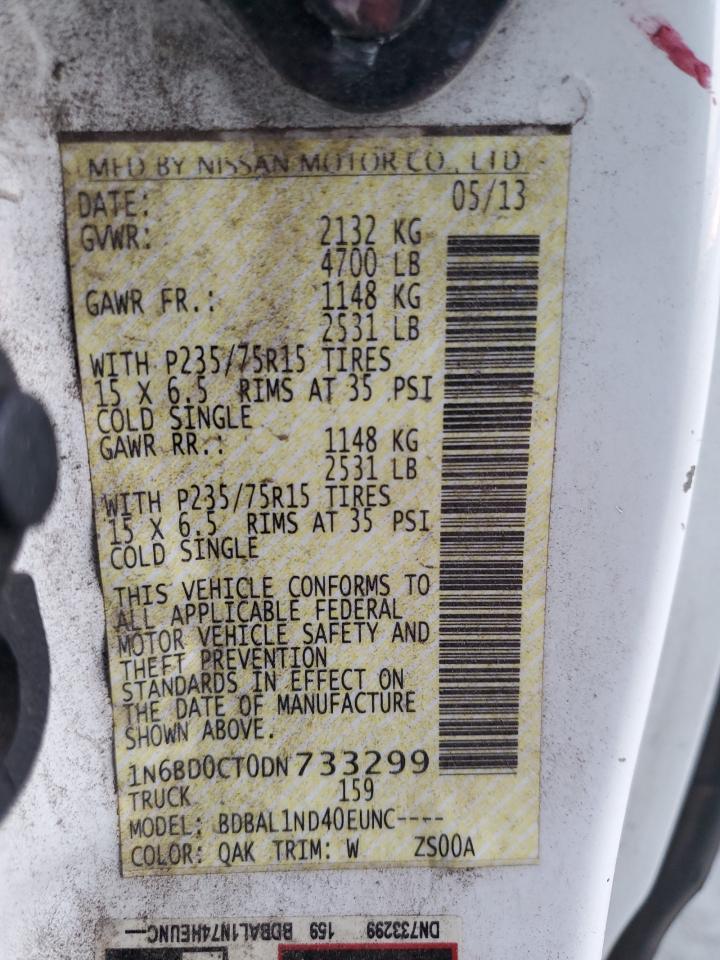 MFD BY NISSAN MOTOR CO., LTD.
DATE: 05/13
GVWR: 2132 KG
4700 LB
GAWR FR.: 1148 KG
2531 LB
WITH P235/75R15 TIRES
15 X 6.5 RIMS AT 35 PSI
COLD SINGLE
GAWR RR.: 1148 KG
2531 LB
WITH P235/75R15 TIRES
15 X 6.5 RIMS AT 35 PSI
COLD SINGLE
THIS VEHICLE CONFORMS TO
ALL APPLICABLE FEDERAL
MOTOR VEHICLE SAFETY AND
THEFT PREVENTION
STANDARDS IN EFFECT ON
THE DATE OF MANUFACTURE
SHOWN ABOVE.
1N6BD0CT0DN733299
TRUCK 159
MODEL: BDBAL1ND40EUNC----
COLOR: QAK TRIM: W ZS00A
DN733299 159 BDBAL1N74HEUNC--